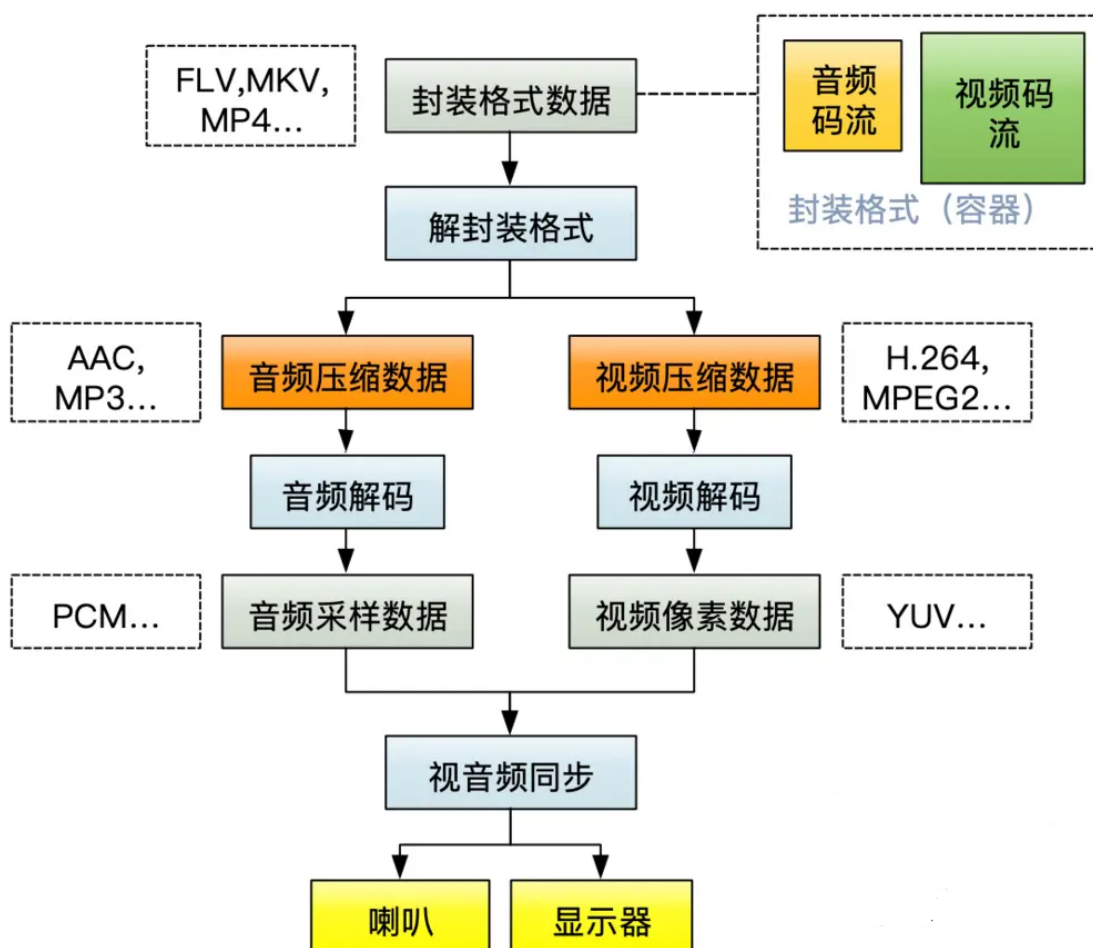 FLV,MKV,
MP4...
封装格式数据
音频
码流
视频码
流
封装格式（容器）
解封装格式
AAC,
MP3...
音频压缩数据
视频压缩数据
H.264,
MPEG2...
音频解码
视频解码
PCM...
音频采样数据
视频像素数据
YUV...
视音频同步
喇叭
显示器